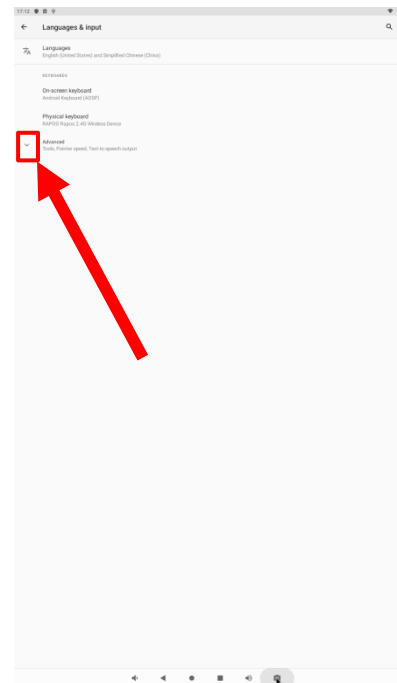 17:12
Languages & input
Languages
English (United States) and Simplified Chinese (China)
KEYBOARDS
On-screen keyboard
Android Keyboard (AOSP)
Physical keyboard
RAPOO Rapoo 2.4G Wireless Device
Advanced
Tools, Pointer speed, Text-to-speech output